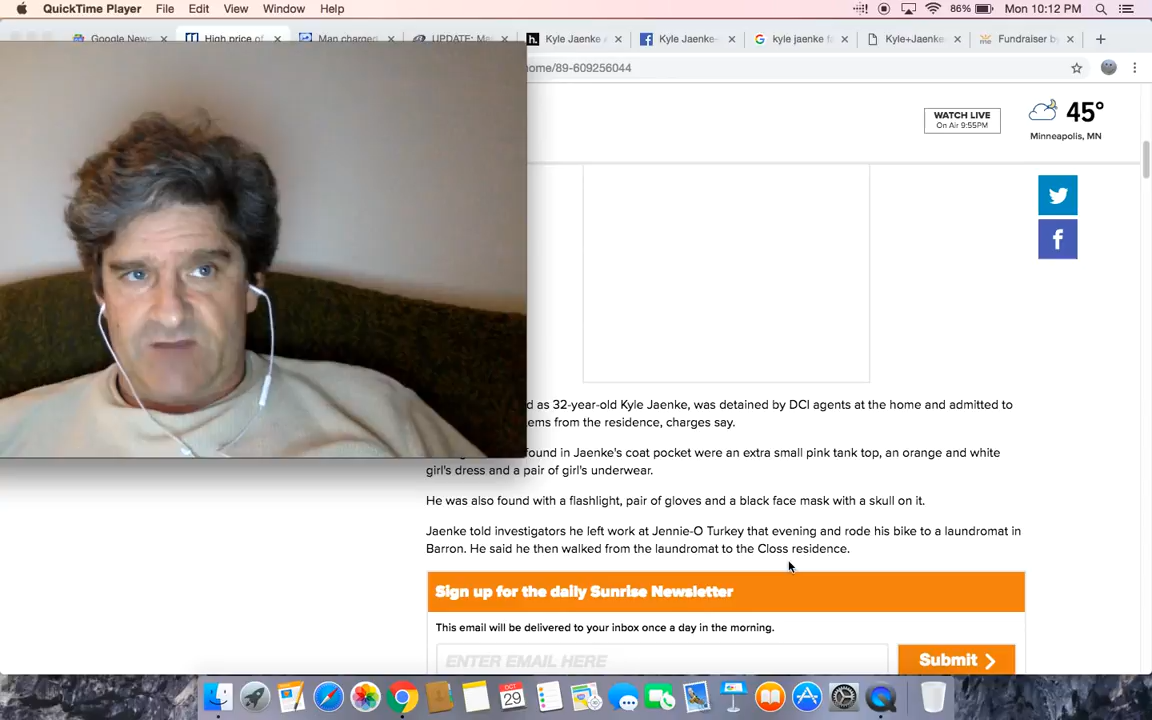 QuickTime Player File Edit View Window Help 86% Mon 10:12 PM
Google New High price of Man charged UPDATE: Ma Kyle Jaenke Kyle Jaenke- kyle jaenke fa Kyle+Jaenke Fundraiser by
ome/89-609256044
WATCH LIVE
On Air 9:55PM
45°
Minneapolis, MN
d as 32-year-old Kyle Jaenke, was detained by DCI agents at the home and admitted to
ems from the residence, charges say.
found in Jaenke's coat pocket were an extra small pink tank top, an orange and white
girl's dress and a pair of girl's underwear.
He was also found with a flashlight, pair of gloves and a black face mask with a skull on it.
Jaenke told investigators he left work at Jennie-O Turkey that evening and rode his bike to a laundromat in
Barron. He said he then walked from the laundromat to the Closs residence.
Sign up for the daily Sunrise Newsletter
This email will be delivered to your inbox once a day in the morning.
ENTER EMAIL HERE
Submit
OCT
29